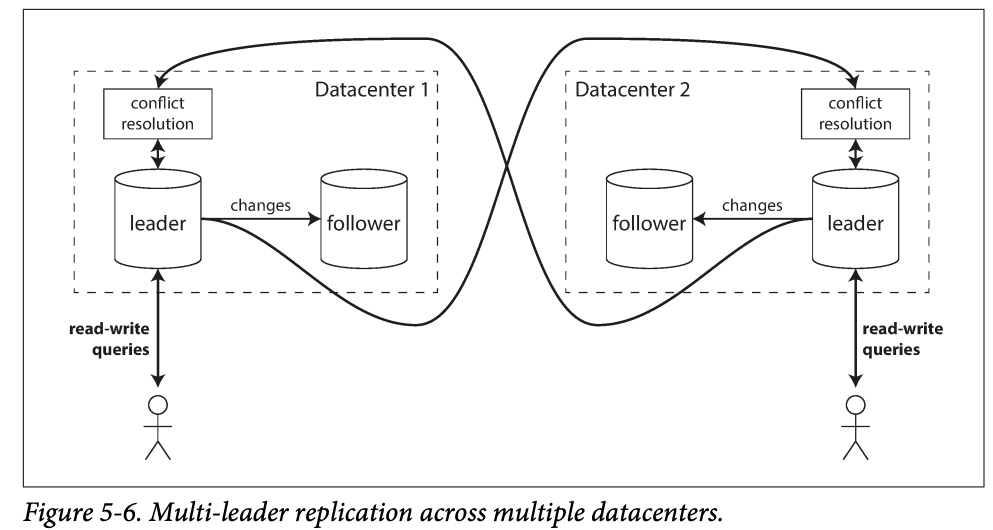 Datacenter 1
conflict
resolution
leader
changes
follower
read-write
queries
Datacenter 2
conflict
resolution
follower
changes
leader
read-write
queries
Figure 5-6. Multi-leader replication across multiple datacenters.